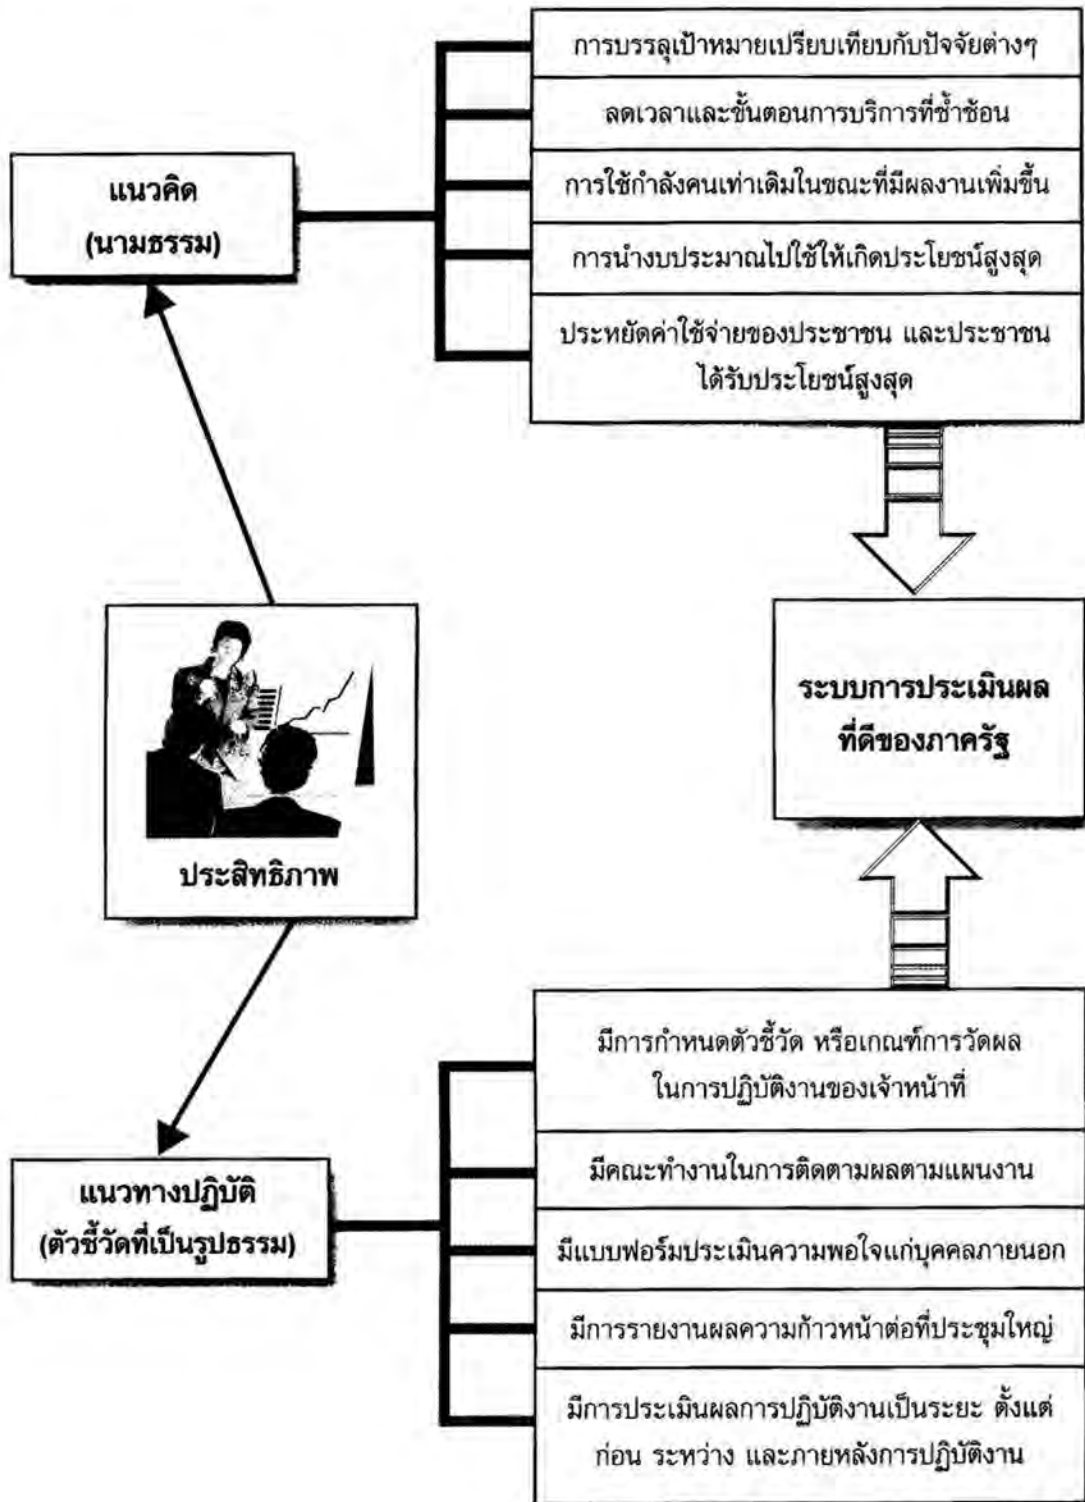 การบรรลุเป้าหมายเปรียบเทียบกับปัจจัยต่างๆ
ลดเวลาและขั้นตอนการบริการที่ซ้ำซ้อน
การใช้กำลังคนเท่าเดิมในขณะที่มีผลงานเพิ่มขึ้น
การนำงบประมาณไปใช้ให้เกิดประโยชน์สูงสุด
ประหยัดค่าใช้จ่ายของประชาชน และประชาชน
ได้รับประโยชน์สูงสุด
แนวคิด
(นามธรรม)
ประสิทธิภาพ
ระบบการประเมินผล
ที่ดีของภาครัฐ
แนวทางปฏิบัติ
(ตัวชี้วัดที่เป็นรูปธรรม)
มีการกำหนดตัวชี้วัด หรือเกณฑ์การวัดผล
ในการปฏิบัติงานของเจ้าหน้าที่
มีคณะทำงานในการติดตามผลตามแผนงาน
มีแบบฟอร์มประเมินความพอใจแก่บุคคลภายนอก
มีการรายงานผลความก้าวหน้าต่อที่ประชุมใหญ่
มีการประเมินผลการปฏิบัติงานเป็นระยะ ตั้งแต่
ก่อน ระหว่าง และภายหลังการปฏิบัติงาน